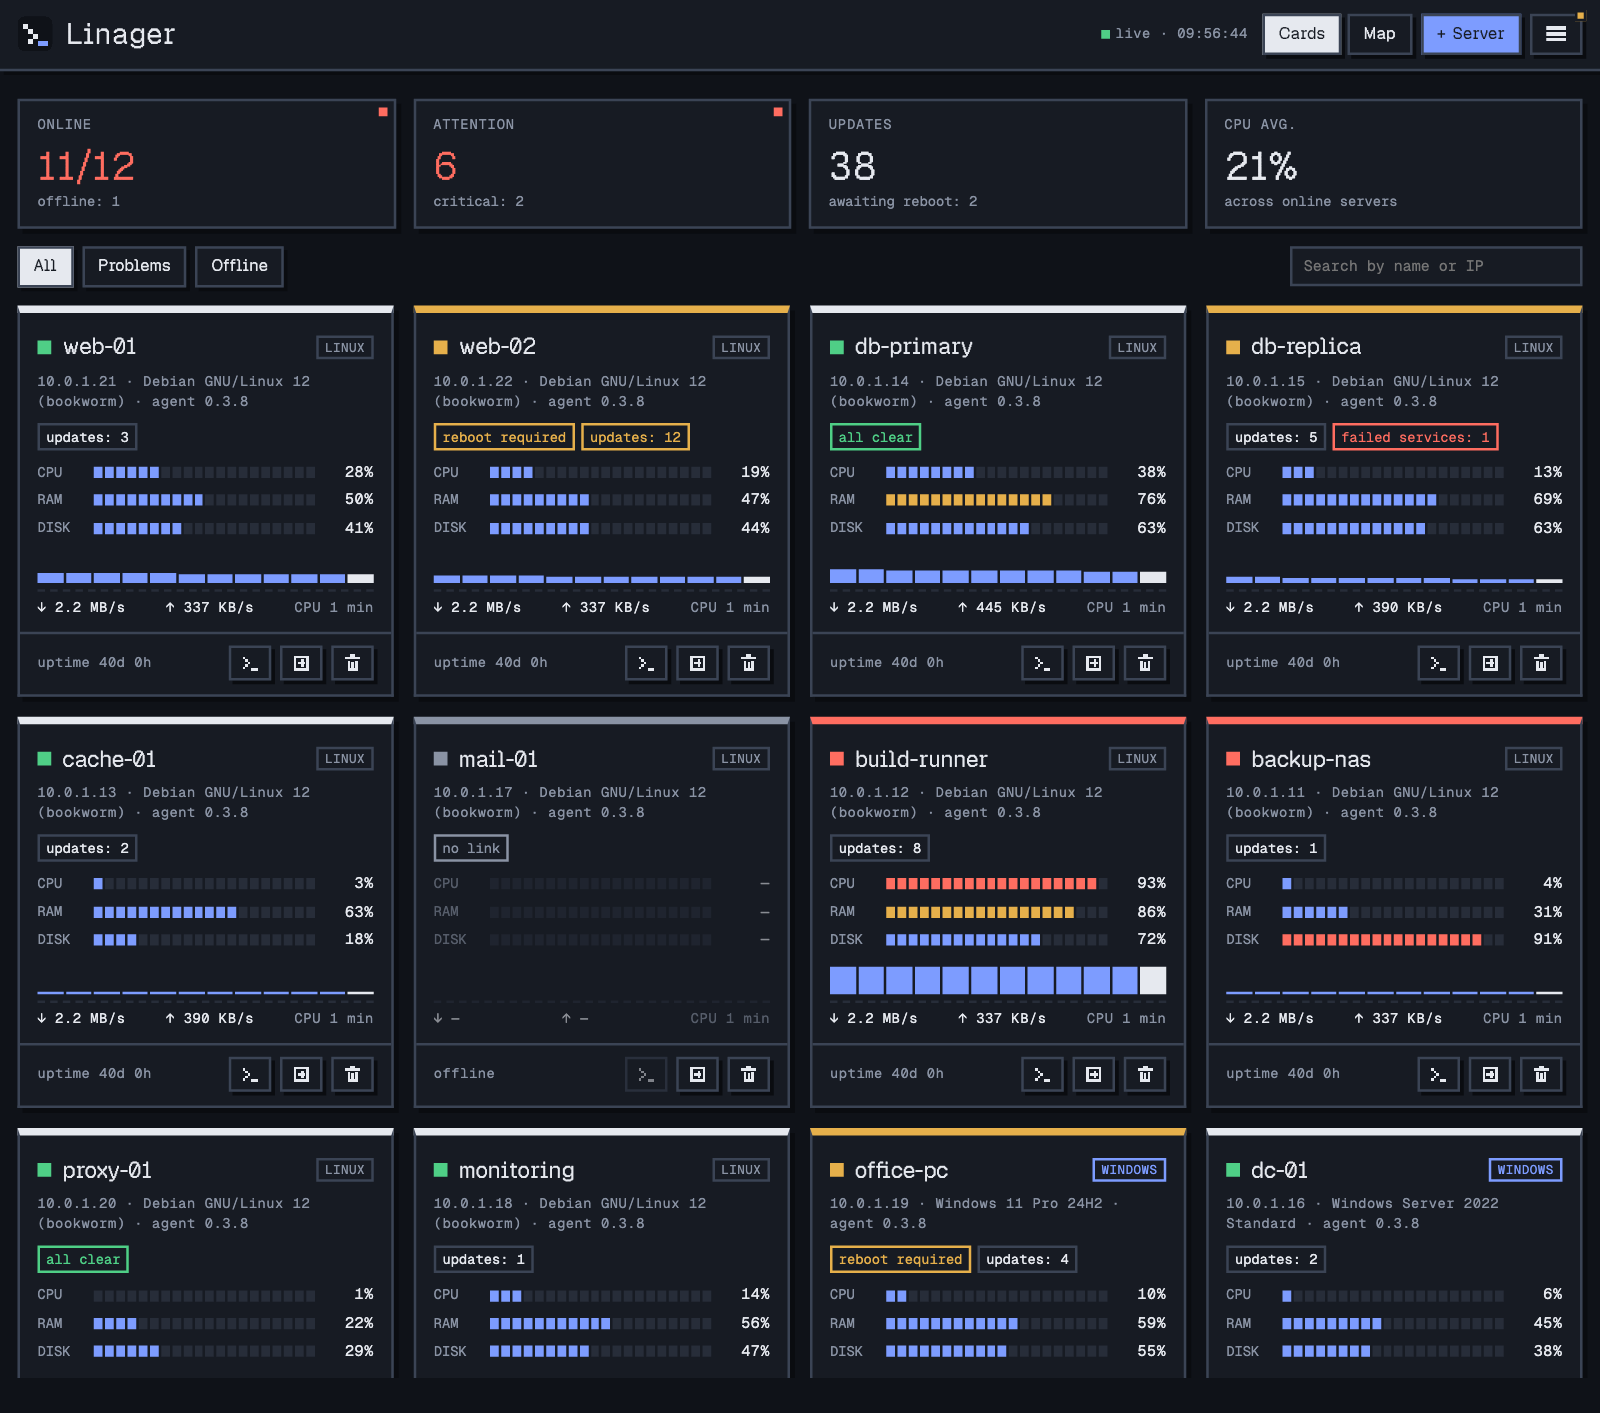 Linager
live · 09:56:44
Cards
Map
+ Server
ONLINE
11/12
offline: 1
ATTENTION
6
critical: 2
UPDATES
38
awaiting reboot: 2
CPU AVG.
21%
across online servers
All
Problems
Offline
Search by name or IP
web-01
LINUX
10.0.1.21 · Debian GNU/Linux 12
(bookworm) · agent 0.3.8
updates: 3
CPU 28%
RAM 50%
DISK 41%
↓ 2.2 MB/s ↑ 337 KB/s CPU 1 min
uptime 40d 0h
web-02
LINUX
10.0.1.22 · Debian GNU/Linux 12
(bookworm) · agent 0.3.8
reboot required
updates: 12
CPU 19%
RAM 47%
DISK 44%
↓ 2.2 MB/s ↑ 337 KB/s CPU 1 min
uptime 40d 0h
db-primary
LINUX
10.0.1.14 · Debian GNU/Linux 12
(bookworm) · agent 0.3.8
all clear
CPU 38%
RAM 76%
DISK 63%
↓ 2.2 MB/s ↑ 445 KB/s CPU 1 min
uptime 40d 0h
db-replica
LINUX
10.0.1.15 · Debian GNU/Linux 12
(bookworm) · agent 0.3.8
updates: 5
failed services: 1
CPU 13%
RAM 69%
DISK 63%
↓ 2.2 MB/s ↑ 390 KB/s CPU 1 min
uptime 40d 0h
cache-01
LINUX
10.0.1.13 · Debian GNU/Linux 12
(bookworm) · agent 0.3.8
updates: 2
CPU 3%
RAM 63%
DISK 18%
↓ 2.2 MB/s ↑ 390 KB/s CPU 1 min
uptime 40d 0h
mail-01
LINUX
10.0.1.17 · Debian GNU/Linux 12
(bookworm) · agent 0.3.8
no link
CPU —
RAM —
DISK —
↓ — ↑ — CPU 1 min
offline
build-runner
LINUX
10.0.1.12 · Debian GNU/Linux 12
(bookworm) · agent 0.3.8
updates: 8
CPU 93%
RAM 86%
DISK 72%
↓ 2.2 MB/s ↑ 337 KB/s CPU 1 min
uptime 40d 0h
backup-nas
LINUX
10.0.1.11 · Debian GNU/Linux 12
(bookworm) · agent 0.3.8
updates: 1
CPU 4%
RAM 31%
DISK 91%
↓ 2.2 MB/s ↑ 337 KB/s CPU 1 min
uptime 40d 0h
proxy-01
LINUX
10.0.1.20 · Debian GNU/Linux 12
(bookworm) · agent 0.3.8
all clear
CPU 1%
RAM 22%
DISK 29%
monitoring
LINUX
10.0.1.18 · Debian GNU/Linux 12
(bookworm) · agent 0.3.8
updates: 1
CPU 14%
RAM 56%
DISK 47%
office-pc
WINDOWS
10.0.1.19 · Windows 11 Pro 24H2 ·
agent 0.3.8
reboot required
updates: 4
CPU 10%
RAM 59%
DISK 55%
dc-01
WINDOWS
10.0.1.16 · Windows Server 2022
Standard · agent 0.3.8
updates: 2
CPU 6%
RAM 45%
DISK 38%